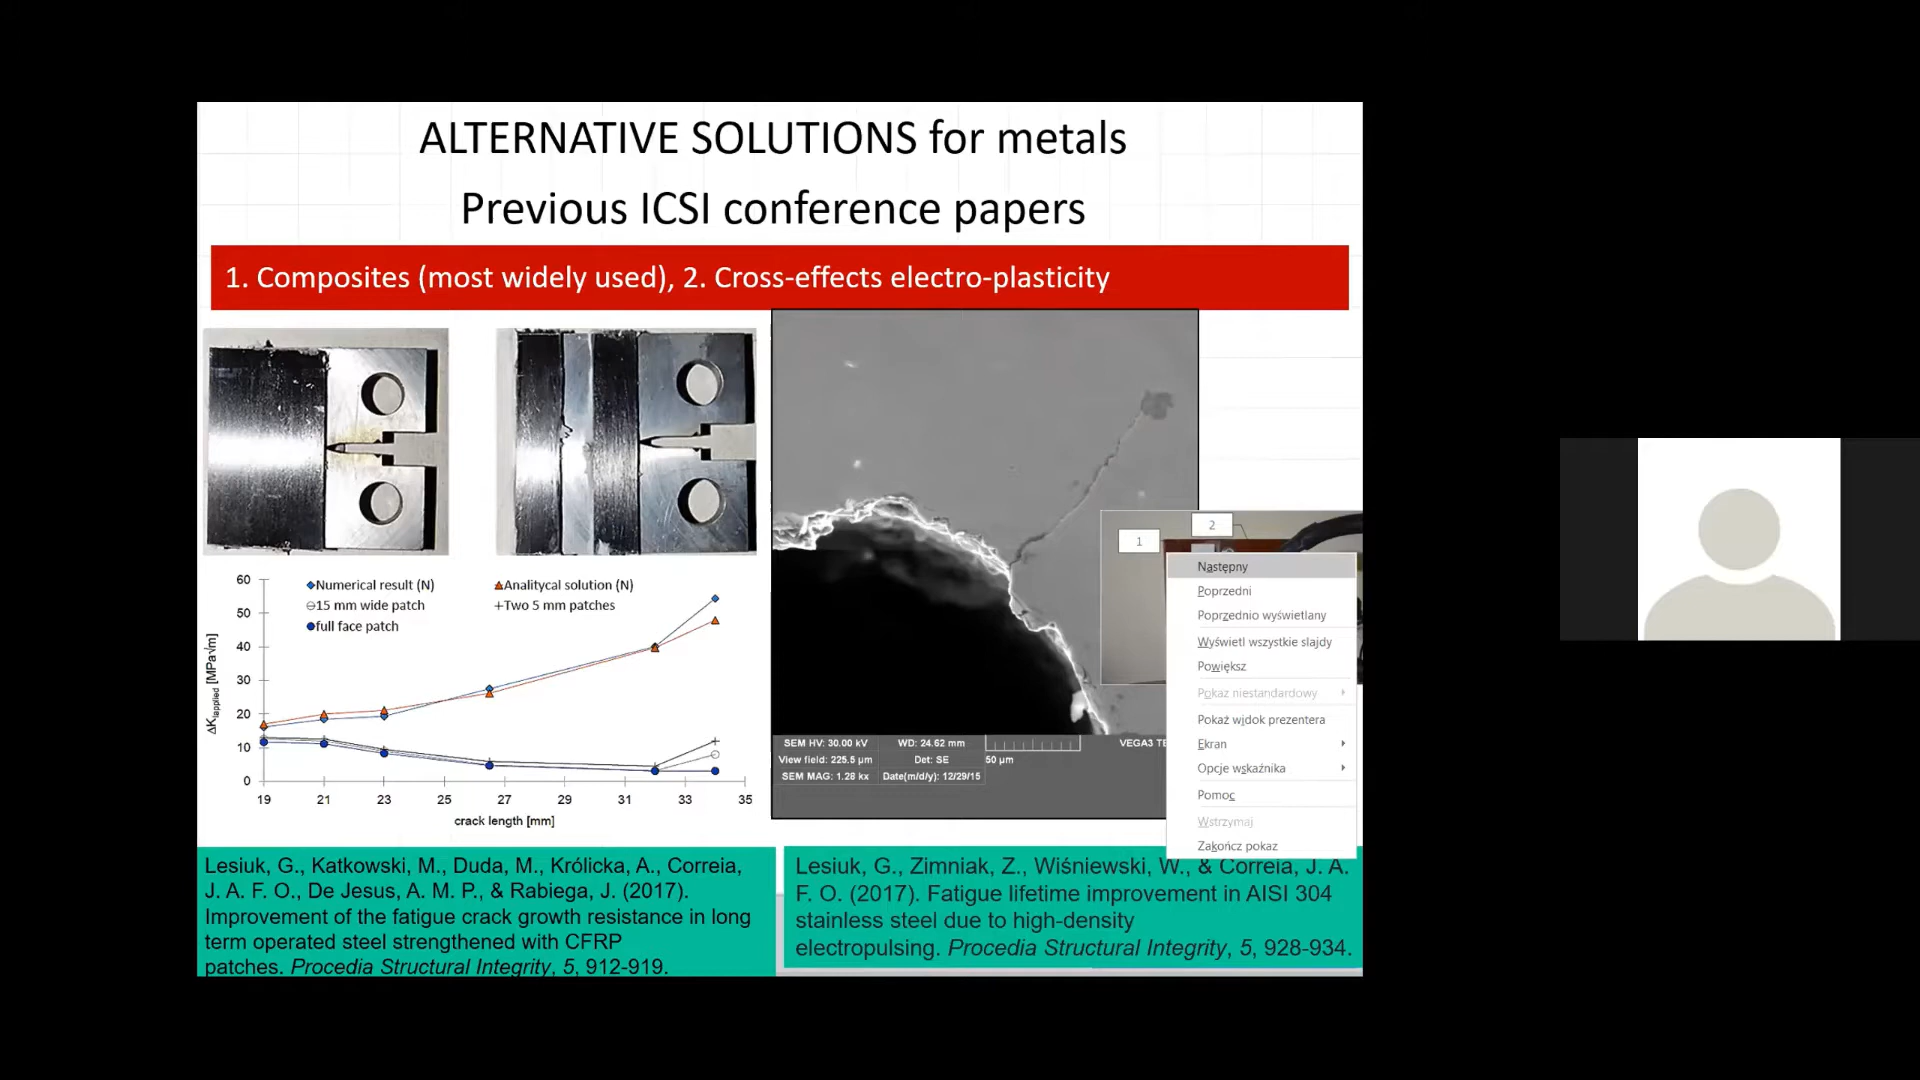 ALTERNATIVE SOLUTIONS for metals
Previous ICSI conference papers
1. Composites (most widely used), 2. Cross-effects electro-plasticity
1
2
Następny
Poprzedni
Poprzednio wyświetlany
Wyświetl wszystkie slajdy
Powiększ
Pokaz niestandardowy
Pokaż widok prezentera
Ekran
Opcje wskaźnika
Pomoc
Wstrzymaj
Zakończ pokaz
60
50
40
30
20
10
0
ΔKIapplied [MPa√m]
Numerical result (N)
Analitycal solution (N)
15 mm wide patch
Two 5 mm patches
full face patch
19 21 23 25 27 29 31 33 35
crack length [mm]
SEM HV: 30.00 kV WD: 24.62 mm
View field: 225.5 µm Det: SE 50 µm
SEM MAG: 1.28 kx Date(m/d/y): 12/29/15
VEGA3
Lesiuk, G., Katkowski, M., Duda, M., Królicka, A., Correia,
J. A. F. O., De Jesus, A. M. P., & Rabiega, J. (2017).
Improvement of the fatigue crack growth resistance in long
term operated steel strengthened with CFRP
patches. Procedia Structural Integrity, 5, 912-919.
Lesiuk, G., Zimniak, Z., Wiśniewski, W., & Correia, J. A.
F. O. (2017). Fatigue lifetime improvement in AISI 304
stainless steel due to high-density
electropulsing. Procedia Structural Integrity, 5, 928-934.